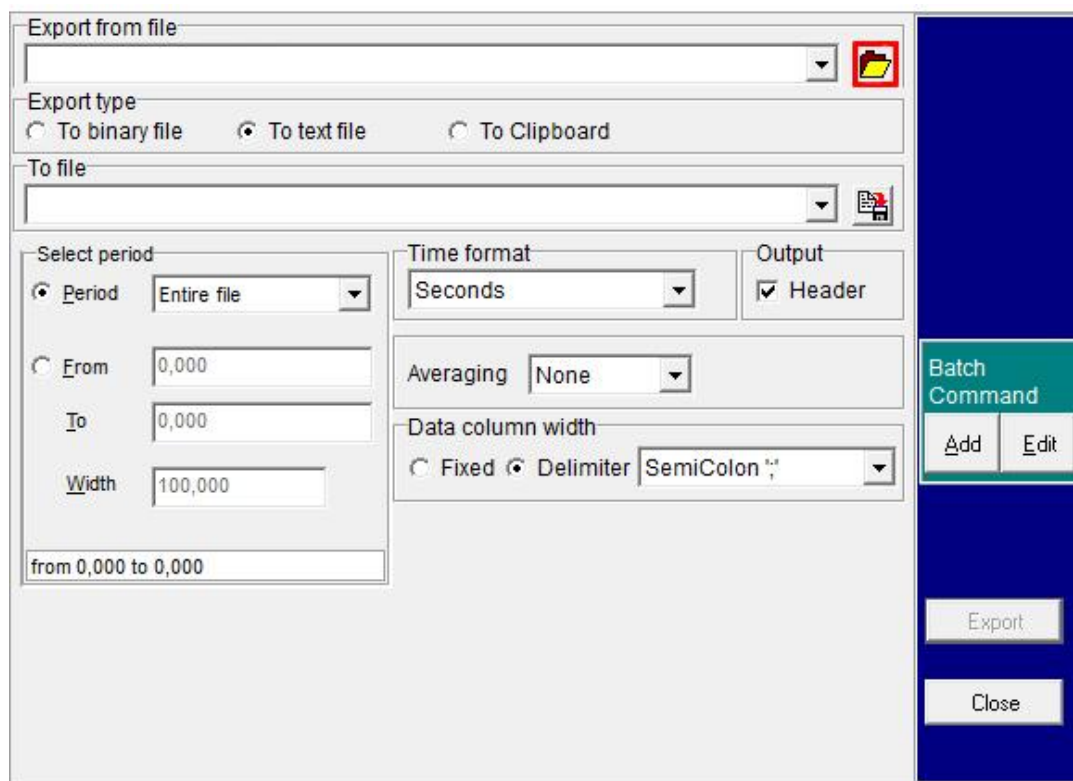 Export from file
Export type
To binary file
To text file
To Clipboard
To file
Select period
Period
Entire file
From
0,000
To
0,000
Width
100,000
from 0,000 to 0,000
Time format
Seconds
Output
Header
Averaging
None
Data column width
Fixed
Delimiter
SemiColon ';'
Batch
Command
Add
Edit
Export
Close